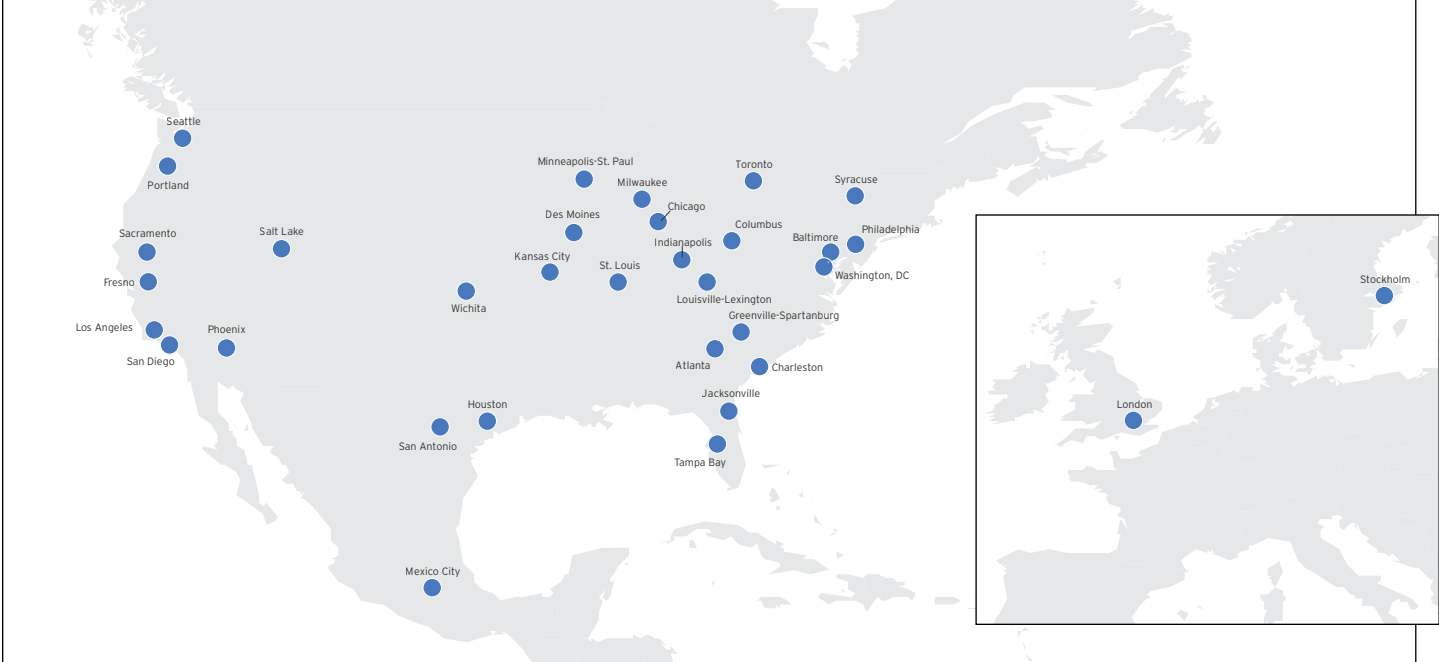 Seattle
Minneapolis-St. Paul
Toronto
Portland
Milwaukee
Syracuse
Chicago
Des Moines
Columbus
Philadelphia
Sacramento
Salt Lake
Baltimore
Indianapolis
Kansas City
St. Louis
Washington, DC
Fresno
Louisville-Lexington
Wichita
Greenville-Spartanburg
Los Angeles
Phoenix
San Diego
Atlanta
Charleston
Jacksonville
Houston
San Antonio
Tampa Bay
Mexico City
Stockholm
London